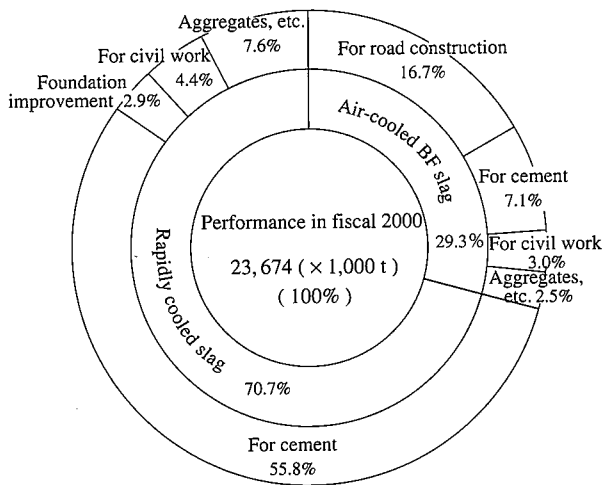 Aggregates, etc.
7.6%
For civil work
4.4%
Foundation
improvement 2.9%
For road construction
16.7%
Air-cooled BF slag
29.3%
For cement
7.1%
For civil work
3.0%
Aggregates,
etc. 2.5%
Performance in fiscal 2000
23,674 ( × 1,000 t )
( 100% )
Rapidly cooled slag
70.7%
For cement
55.8%